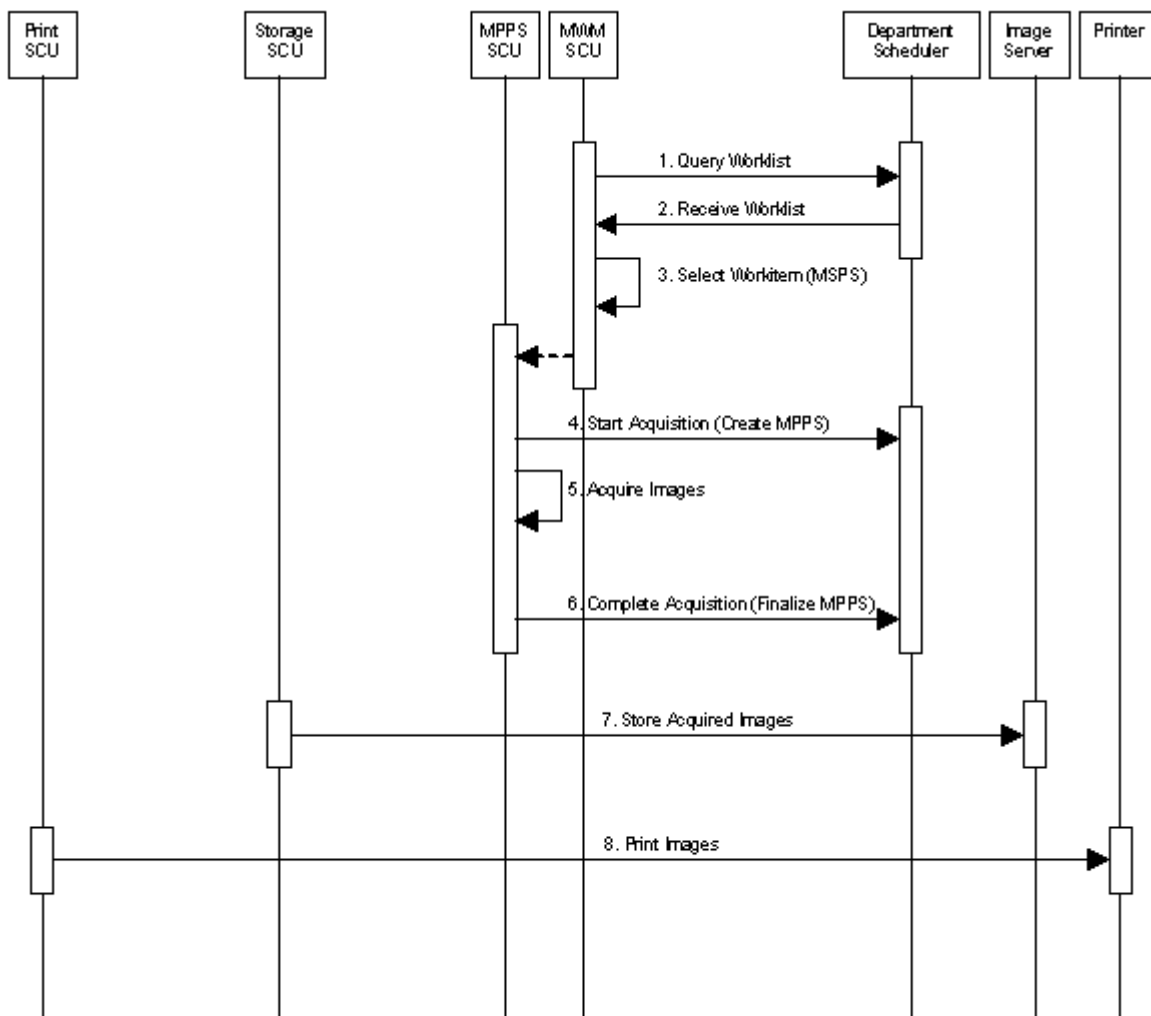 Print
SCU
Storage
SCU
MPPS
SCU
MWM
SCU
Department
Scheduler
Image
Server
Printer
1. Query Worklist
2. Receive Worklist
3. Select Workitem (MSPS)
4. Start Acquisition (Create MPPS)
5. Acquire Images
6. Complete Acquisition (Finalize MPPS)
7. Store Acquired Images
8. Print Images